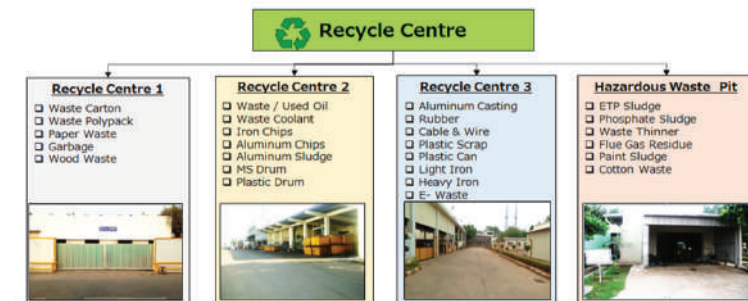 Recycle Centre
Recycle Centre 1
Waste Carton
Waste Polypack
Paper Waste
Garbage
Wood Waste
Recycle Centre 2
Waste / Used Oil
Waste Coolant
Iron Chips
Aluminum Chips
Aluminum Sludge
MS Drum
Plastic Drum
Recycle Centre 3
Aluminum Casting
Rubber
Cable & Wire
Plastic Scrap
Plastic Can
Light Iron
Heavy Iron
E- Waste
Hazardous Waste Pit
ETP Sludge
Phosphate Sludge
Waste Thinner
Flue Gas Residue
Paint Sludge
Cotton Waste